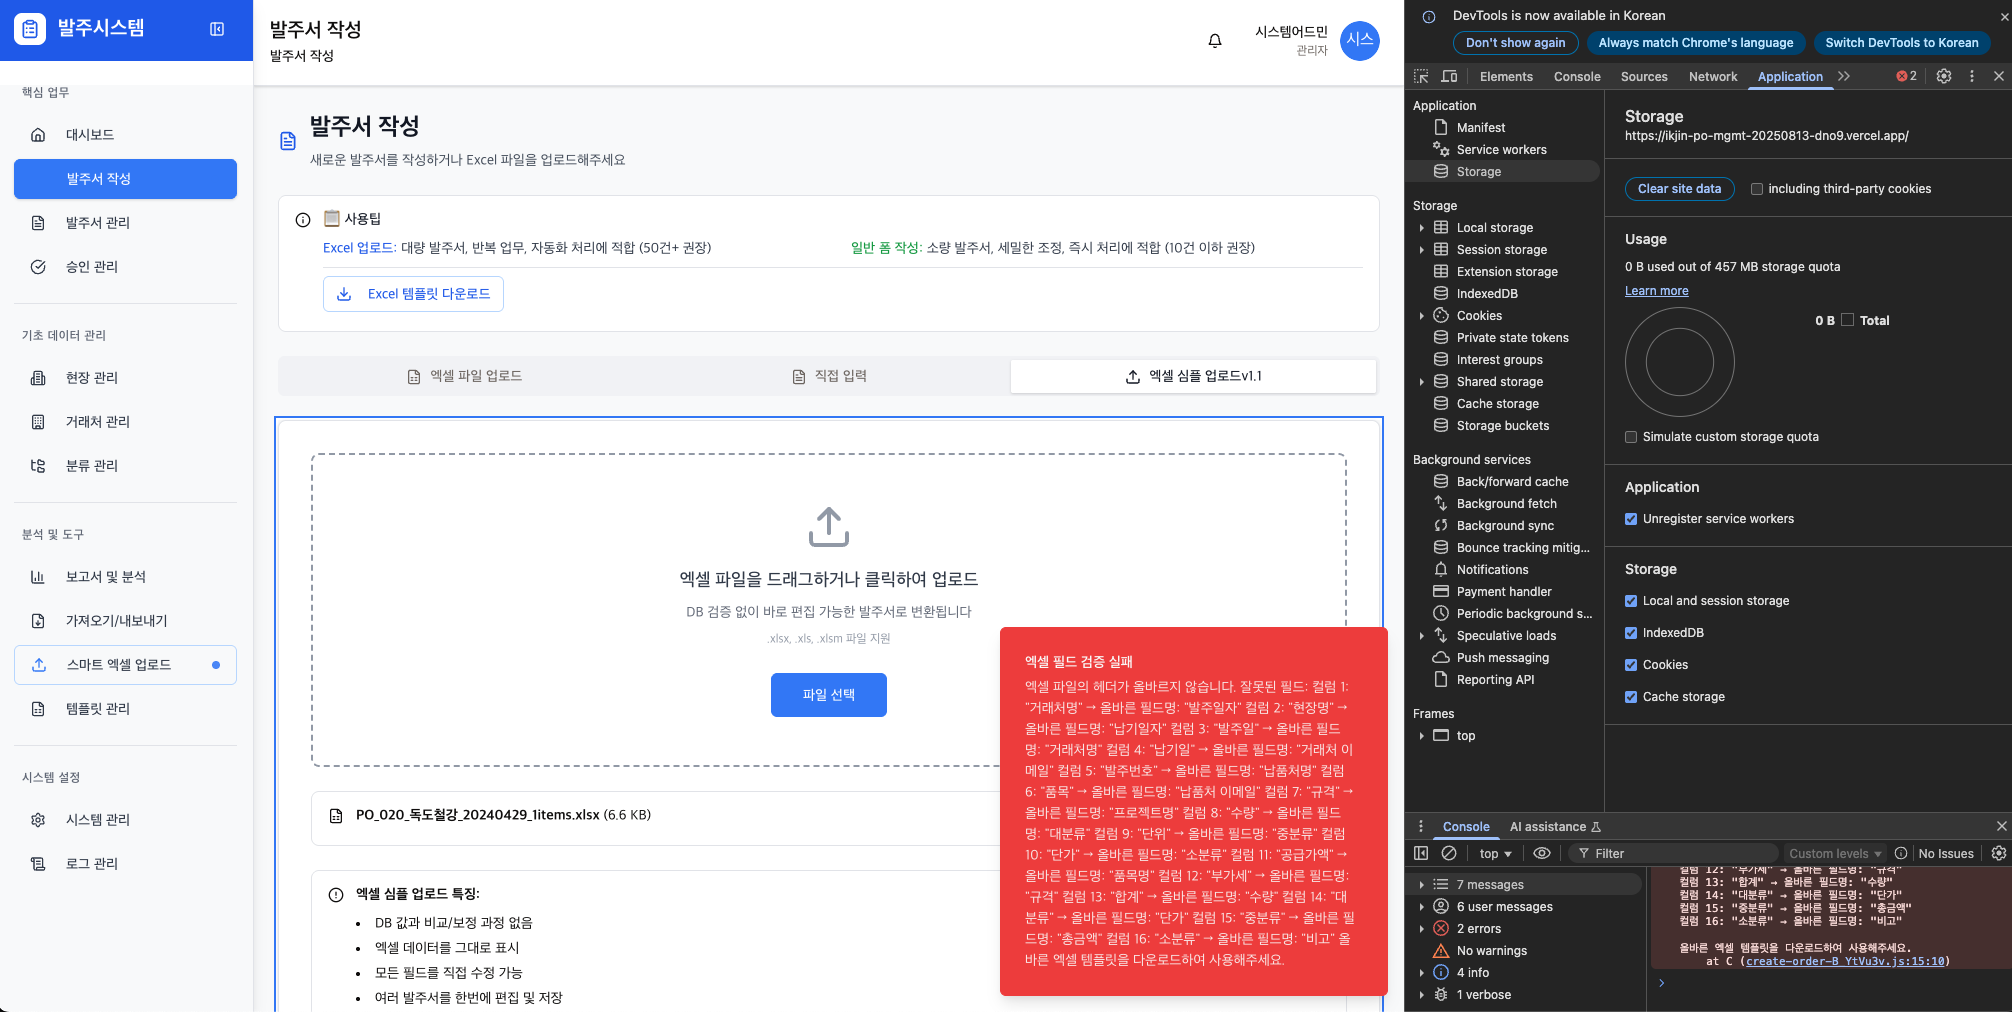 발주시스템
핵심 업무
대시보드
발주서 작성
발주서 관리
승인 관리
기초 데이터 관리
현장 관리
거래처 관리
분류 관리
분석 및 도구
보고서 및 분석
가져오기/내보내기
스마트 엑셀 업로드
템플릿 관리
시스템 설정
시스템 관리
로그 관리
발주서 작성
발주서 작성
시스템어드민
관리자
시스
발주서 작성
새로운 발주서를 작성하거나 Excel 파일을 업로드해주세요
사용팁
Excel 업로드: 대량 발주서, 반복 업무, 자동화 처리에 적합 (50건+ 권장)
일반 폼 작성: 소량 발주서, 세밀한 조정, 즉시 처리에 적합 (10건 이하 권장)
Excel 템플릿 다운로드
엑셀 파일 업로드
직접 입력
엑셀 심플 업로드v1.1
엑셀 파일을 드래그하거나 클릭하여 업로드
DB 검증 없이 바로 편집 가능한 발주서로 변환됩니다
.xlsx, .xls, .xlsm 파일 지원
파일 선택
PO_020_독도철강_20240429_1items.xlsx (6.6 KB)
엑셀 심플 업로드 특징:
• DB 값과 비교/보정 과정 없음
• 엑셀 데이터를 그대로 표시
• 모든 필드를 직접 수정 가능
• 여러 발주서를 한번에 편집 및 저장
엑셀 필드 검증 실패
엑셀 파일의 헤더가 올바르지 않습니다. 잘못된 필드: 컬럼 1:
"거래처명" → 올바른 필드명: "발주일자" 컬럼 2: "현장명" →
올바른 필드명: "납기일자" 컬럼 3: "발주일" → 올바른 필드
명: "거래처명" 컬럼 4: "납기일" → 올바른 필드명: "거래처 이
메일" 컬럼 5: "발주번호" → 올바른 필드명: "납품처명" 컬럼
6: "품목" → 올바른 필드명: "납품처 이메일" 컬럼 7: "규격" →
올바른 필드명: "프로젝트명" 컬럼 8: "수량" → 올바른 필드
명: "대분류" 컬럼 9: "단위" → 올바른 필드명: "중분류" 컬럼
10: "단가" → 올바른 필드명: "소분류" 컬럼 11: "공급가액" →
올바른 필드명: "품목명" 컬럼 12: "부가세" → 올바른 필드명:
"규격" 컬럼 13: "합계" → 올바른 필드명: "수량" 컬럼 14: "대
분류" → 올바른 필드명: "단가" 컬럼 15: "중분류" → 올바른 필
드명: "총금액" 컬럼 16: "소분류" → 올바른 필드명: "비고" 올
바른 엑셀 템플릿을 다운로드하여 사용해주세요.
DevTools is now available in Korean
Don't show again
Always match Chrome's language
Switch DevTools to Korean
Elements
Console
Sources
Network
Application
2
Application
Manifest
Service workers
Storage
Storage
Local storage
Session storage
Extension storage
IndexedDB
Cookies
Private state tokens
Interest groups
Shared storage
Cache storage
Storage buckets
Background services
Back/forward cache
Background fetch
Background sync
Bounce tracking mitig...
Notifications
Payment handler
Periodic background s...
Speculative loads
Push messaging
Reporting API
Frames
top
Storage
https://ikjin-po-mgmt-20250813-dno9.vercel.app/
Clear site data
including third-party cookies
Usage
0 B used out of 457 MB storage quota
Learn more
0 B
Total
Simulate custom storage quota
Application
Unregister service workers
Storage
Local and session storage
IndexedDB
Cookies
Cache storage
Console
AI assistance
top
Filter
Custom levels
No Issues
7 messages
6 user messages
2 errors
No warnings
4 info
1 verbose
컬럼 12: "부가세" → 올바른 필드명: "규격"
컬럼 13: "합계" → 올바른 필드명: "수량"
컬럼 14: "대분류" → 올바른 필드명: "단가"
컬럼 15: "중분류" → 올바른 필드명: "총금액"
컬럼 16: "소분류" → 올바른 필드명: "비고"
올바른 엑셀 템플릿을 다운로드하여 사용해주세요.
at C (create-order-B_YtVu3v.js:15:10)